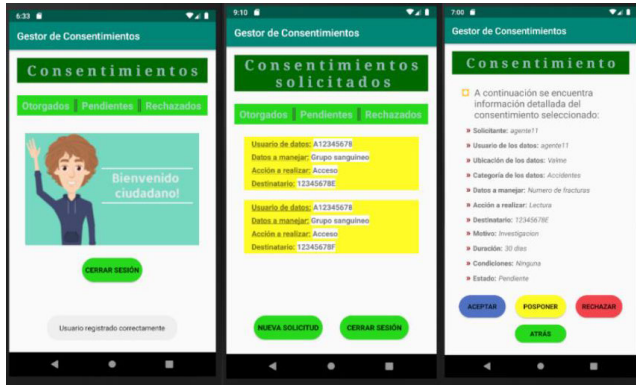 6:33
Gestor de Consentimientos
Consentimientos
Otorgados Pendientes Rechazados
Bienvenido
ciudadano!
CERRAR SESIÓN
Usuario registrado correctamente
9:10
Gestor de Consentimientos
Consentimientos
solicitados
Otorgados Pendientes Rechazados
Usuario de datos: A12345678
Datos a manejar: Grupo sanguíneo
Acción a realizar: Acceso
Destinatario: 12345678E
Usuario de datos: A12345678
Datos a manejar: Grupo sanguíneo
Acción a realizar: Acceso
Destinatario: 12345678F
NUEVA SOLICITUD
CERRAR SESIÓN
7:00
Gestor de Consentimientos
Consentimiento
A continuación se encuentra
información detallada del
consentimiento seleccionado:
» Solicitante: agente11
» Usuario de los datos: agente11
» Ubicación de los datos: Valme
» Categoría de los datos: Accidentes
» Datos a manejar: Numero de fracturas
» Acción a realizar: Lectura
» Destinatario: 12345678E
» Motivo: Investigacion
» Duración: 30 dias
» Condiciones: Ninguna
» Estado: Pendiente
ACEPTAR
POSPONER
RECHAZAR
ATRÁS